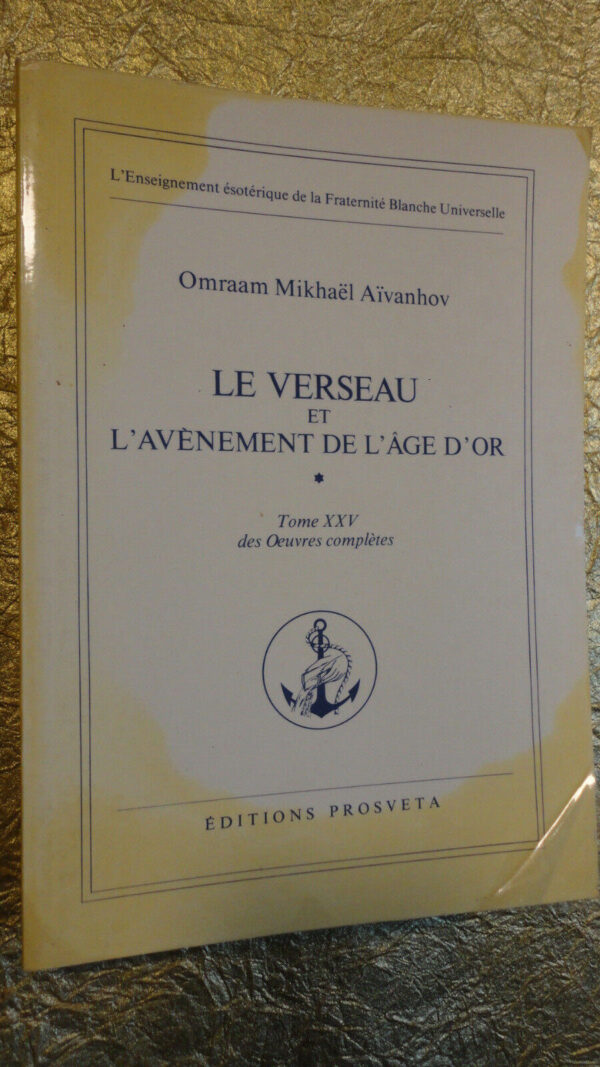 L'Enseignement ésotérique de la Fraternité Blanche Universelle
Omraam Mikhaël Aïvanhov
LE VERSEAU
ET
L'AVÈNEMENT DE L'ÂGE D'OR
*
Tome XXV
des Oeuvres complètes
ÉDITIONS PROSVETA